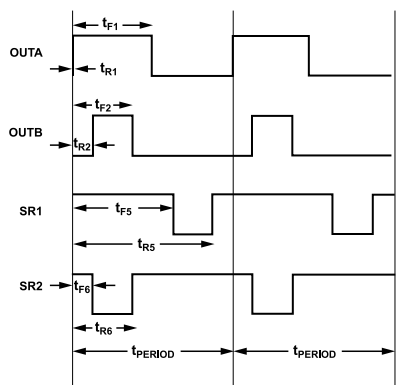 tF1
OUTA
tR1
tF2
OUTB
tR2
SR1
tF5
tR5
SR2
tF6
tR6
tPERIOD
tPERIOD